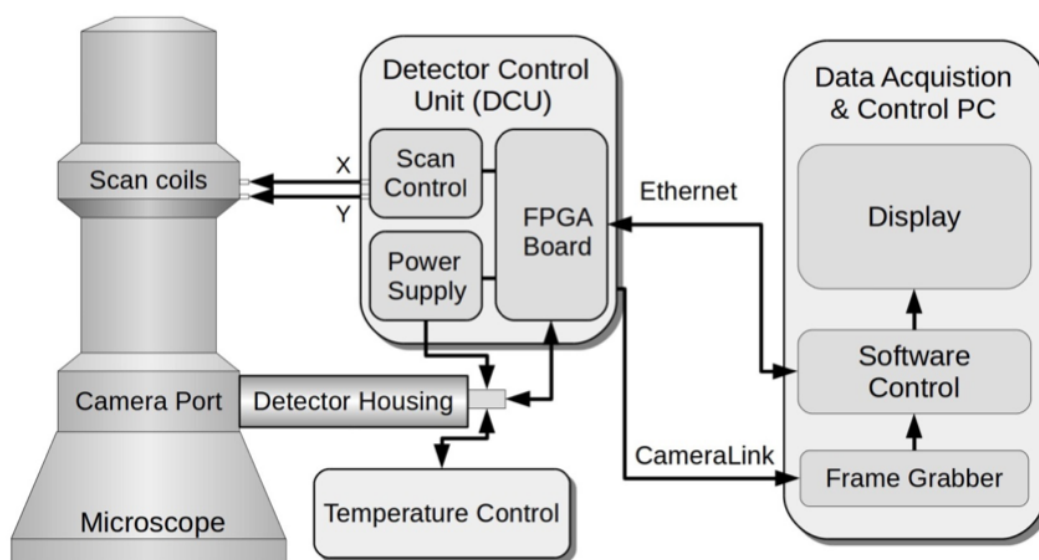 Detector Control
Unit (DCU)
Data Acquistion
& Control PC
Scan coils
X
Y
Scan
Control
FPGA
Board
Ethernet
Display
Power
Supply
Software
Control
Camera Port
Detector Housing
CameraLink
Frame Grabber
Temperature Control
Microscope